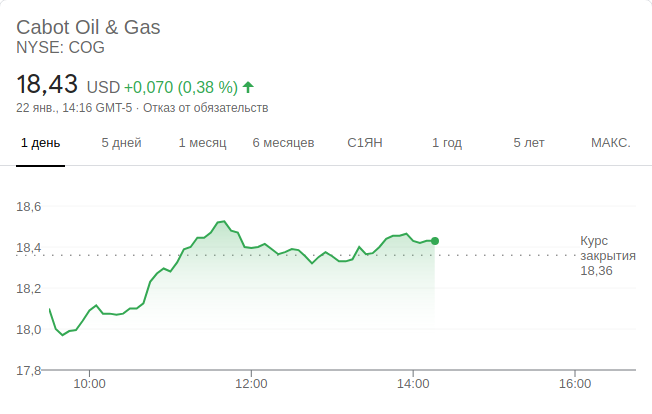 Cabot Oil & Gas
NYSE: COG
18,43 USD +0,070 (0,38 %)
22 янв., 14:16 GMT-5 · Отказ от обязательств
1 день 5 дней 1 месяц 6 месяцев С1ЯН 1 год 5 лет МАКС.
18,6
18,4
Курс
закрытия
18,36
18,2
18,0
17,8
10:00 12:00 14:00 16:00